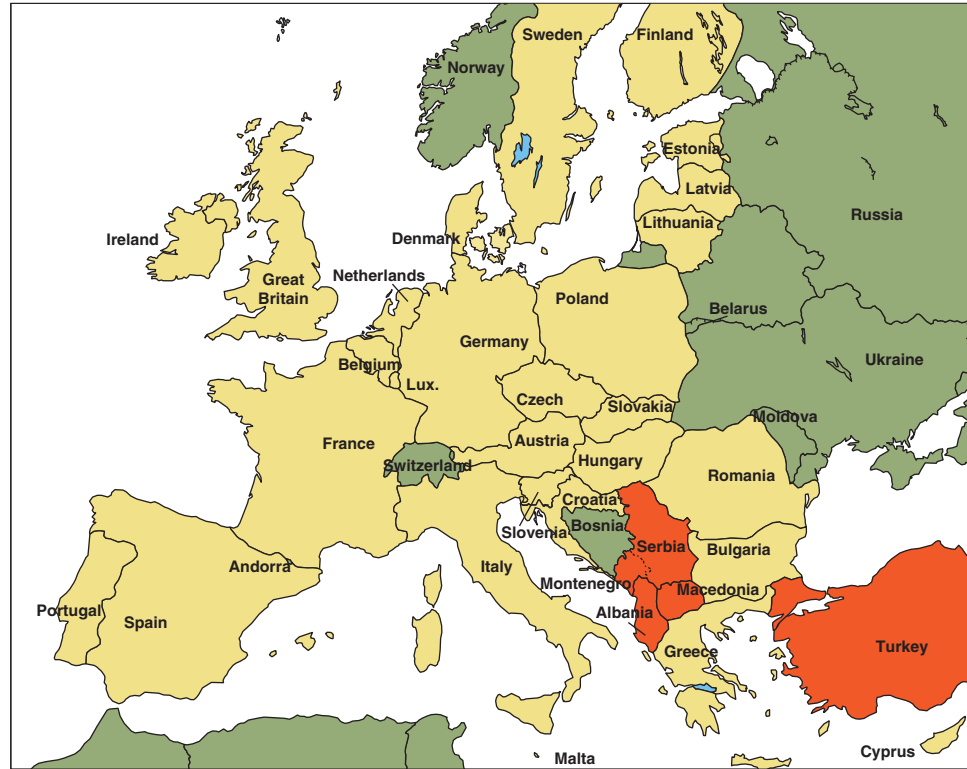 Sweden
Finland
Norway
Estonia
Latvia
Russia
Lithuania
Ireland
Denmark
Netherlands
Great
Britain
Poland
Belarus
Germany
Ukraine
Belgium
Lux.
Czech
Slovakia
Moldova
France
Austria
Switzerland
Hungary
Romania
Croatia
Slovenia
Bosnia
Serbia
Bulgaria
Andorra
Italy
Montenegro
Macedonia
Portugal
Spain
Albania
Greece
Turkey
Malta
Cyprus